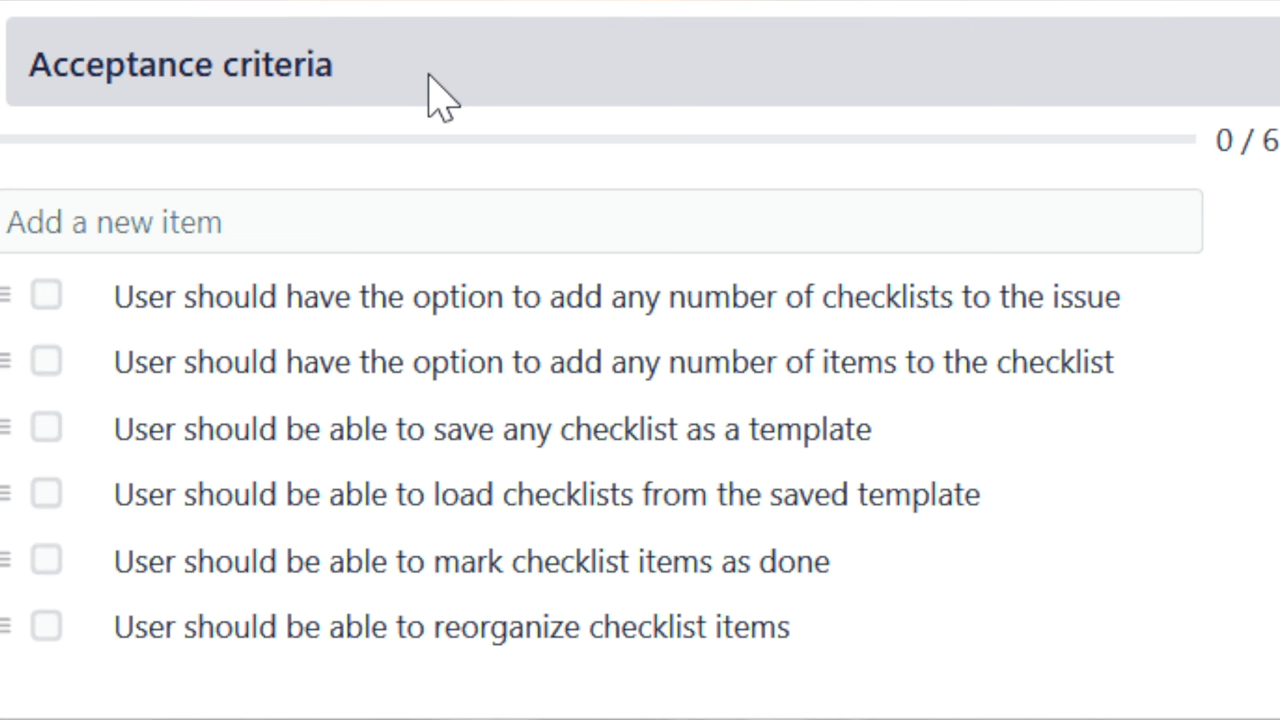 Acceptance criteria
0 / 6
Add a new item
User should have the option to add any number of checklists to the issue
User should have the option to add any number of items to the checklist
User should be able to save any checklist as a template
User should be able to load checklists from the saved template
User should be able to mark checklist items as done
User should be able to reorganize checklist items